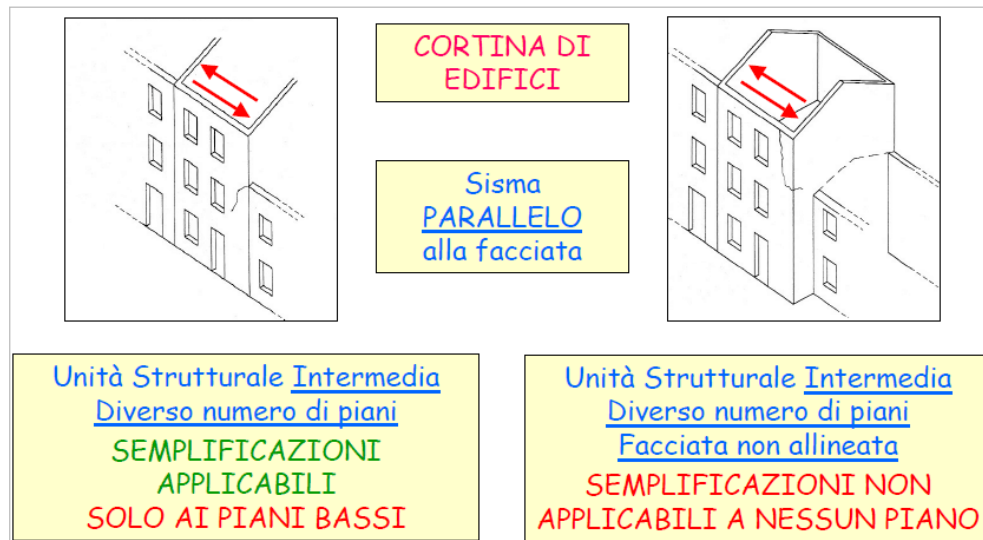 CORTINA DI
EDIFICI
Sisma
PARALLELO
alla facciata
Unità Strutturale Intermedia
Diverso numero di piani
SEMPLIFICAZIONI
APPLICABILI
SOLO AI PIANI BASSI
Unità Strutturale Intermedia
Diverso numero di piani
Facciata non allineata
SEMPLIFICAZIONI NON
APPLICABILI A NESSUN PIANO